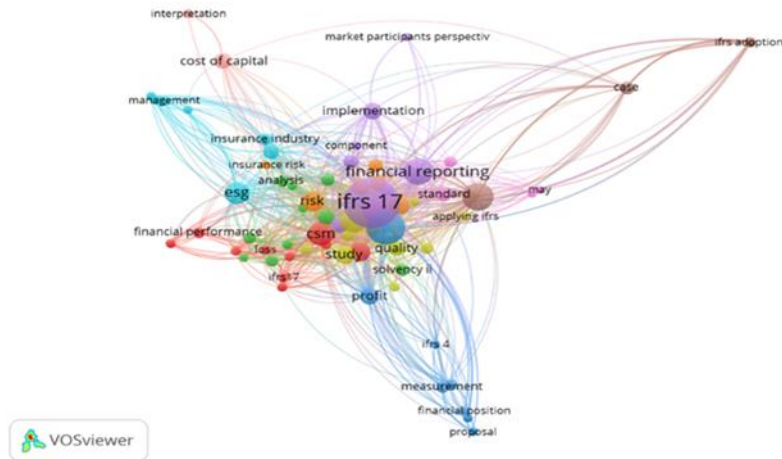 interpretation
market participants perspectiv
ifrs adoption
cost of capital
case
management
implementation
insurance industry
component
insurance risk
financial reporting
analysis
esg
risk
ifrs 17
standard
may
applying ifrs
financial performance
csm
loss
study
quality
solvency ii
ifrs17
profit
ifrs 4
measurement
financial position
proposal
VOSviewer